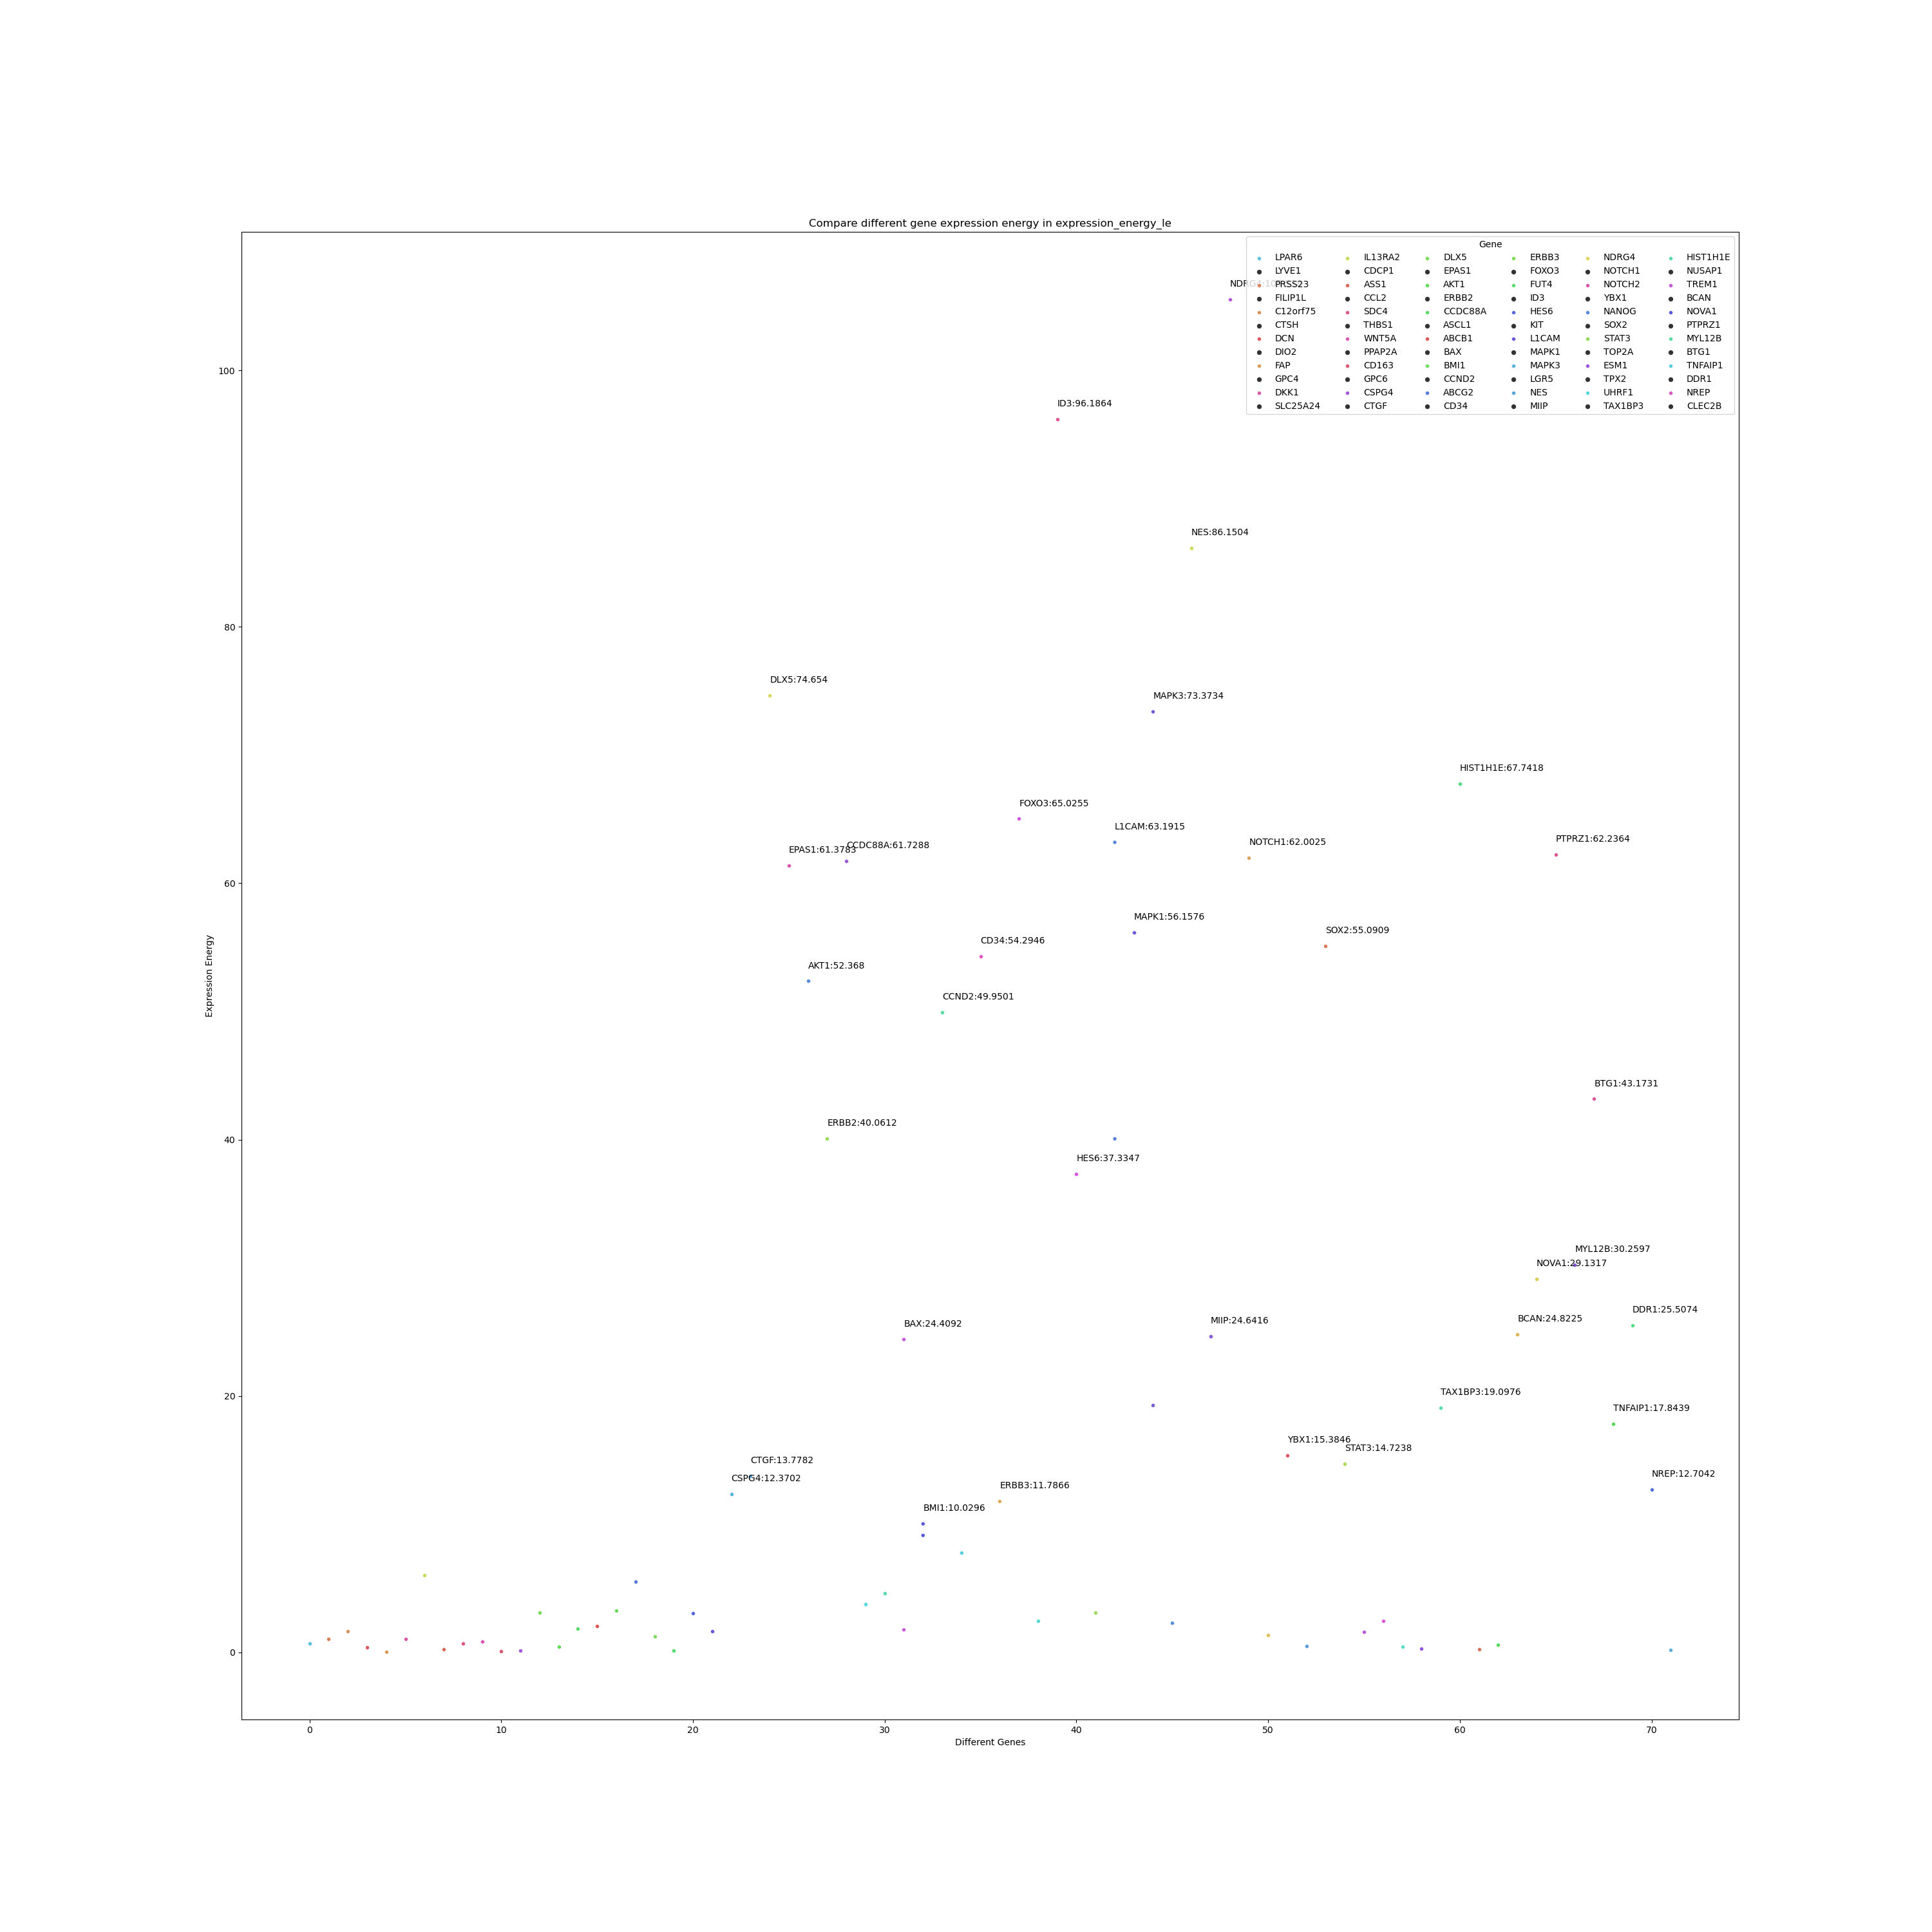 Compare different gene expression energy in expression_energy_le
Gene
LPAR6 IL13RA2 DLX5 ERBB3 NDRG4 HIST1H1E
LYVE1 CDCP1 EPAS1 FOXO3 NOTCH1 NUSAP1
PRSS23 ASS1 AKT1 FUT4 NOTCH2 TREM1
FILIP1L CCL2 ERBB2 ID3 YBX1 BCAN
C12orf75 SDC4 CCDC88A HES6 NANOG NOVA1
CTSH THBS1 ASCL1 KIT SOX2 PTPRZ1
DCN WNT5A ABCB1 L1CAM STAT3 MYL12B
DIO2 PPAP2A BAX MAPK1 TOP2A BTG1
FAP CD163 BMI1 MAPK3 ESM1 TNFAIP1
GPC4 GPC6 CCND2 LGR5 TPX2 DDR1
DKK1 CSPG4 ABCG2 NES UHRF1 NREP
SLC25A24 CTGF CD34 MIIP TAX1BP3 CLEC2B
100
ID3:96.1864
NES:86.1504
80
DLX5:74.654
MAPK3:73.3734
HIST1H1E:67.7418
FOXO3:65.0255
L1CAM:63.1915
PTPRZ1:62.2364
NOTCH1:62.0025
CCDC88A:61.7288
EPAS1:61.3783
60
MAPK1:56.1576
SOX2:55.0909
CD34:54.2946
AKT1:52.368
CCND2:49.9501
Expression Energy
BTG1:43.1731
ERBB2:40.0612
40
HES6:37.3347
MYL12B:30.2597
NOVA1:29.1317
DDR1:25.5074
BCAN:24.8225
MIIP:24.6416
BAX:24.4092
20
TAX1BP3:19.0976
TNFAIP1:17.8439
YBX1:15.3846
STAT3:14.7238
CTGF:13.7782
NREP:12.7042
CSPG4:12.3702
ERBB3:11.7866
BMI1:10.0296
0
0 10 20 30 40 50 60 70
Different Genes